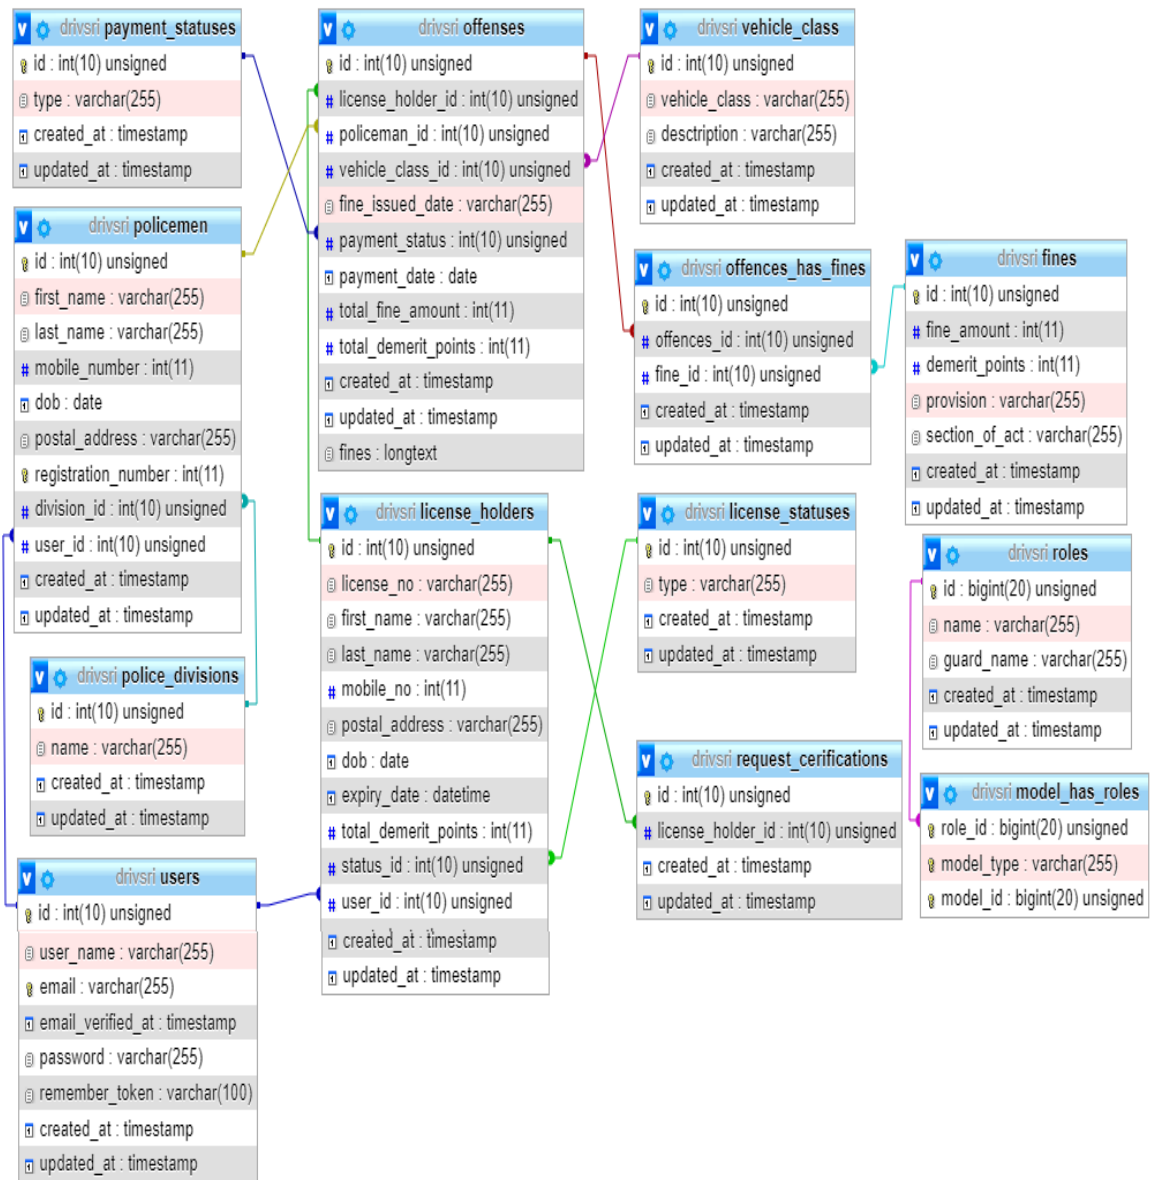 drivsri payment_statuses
id : int(10) unsigned
type : varchar(255)
created_at : timestamp
updated_at : timestamp
drivsri policemen
id : int(10) unsigned
first_name : varchar(255)
last_name : varchar(255)
mobile_number : int(11)
dob : date
postal_address : varchar(255)
registration_number : int(11)
division_id : int(10) unsigned
user_id : int(10) unsigned
created_at : timestamp
updated_at : timestamp
drivsri police_divisions
id : int(10) unsigned
name : varchar(255)
created_at : timestamp
updated_at : timestamp
drivsri users
id : int(10) unsigned
user_name : varchar(255)
email : varchar(255)
email_verified_at : timestamp
password : varchar(255)
remember_token : varchar(100)
created_at : timestamp
updated_at : timestamp
drivsri offenses
id : int(10) unsigned
license_holder_id : int(10) unsigned
policeman_id : int(10) unsigned
vehicle_class_id : int(10) unsigned
fine_issued_date : varchar(255)
payment_status : int(10) unsigned
payment_date : date
total_fine_amount : int(11)
total_demerit_points : int(11)
created_at : timestamp
updated_at : timestamp
fines : longtext
drivsri license_holders
id : int(10) unsigned
license_no : varchar(255)
first_name : varchar(255)
last_name : varchar(255)
mobile_no : int(11)
postal_address : varchar(255)
dob : date
expiry_date : datetime
total_demerit_points : int(11)
status_id : int(10) unsigned
user_id : int(10) unsigned
created_at : timestamp
updated_at : timestamp
drivsri vehicle_class
id : int(10) unsigned
vehicle_class : varchar(255)
desctription : varchar(255)
created_at : timestamp
updated_at : timestamp
drivsri offences_has_fines
id : int(10) unsigned
offences_id : int(10) unsigned
fine_id : int(10) unsigned
created_at : timestamp
updated_at : timestamp
drivsri license_statuses
id : int(10) unsigned
type : varchar(255)
created_at : timestamp
updated_at : timestamp
drivsri request_cerifications
id : int(10) unsigned
license_holder_id : int(10) unsigned
created_at : timestamp
updated_at : timestamp
drivsri fines
id : int(10) unsigned
fine_amount : int(11)
demerit_points : int(11)
provision : varchar(255)
section_of_act : varchar(255)
created_at : timestamp
updated_at : timestamp
drivsri roles
id : bigint(20) unsigned
name : varchar(255)
guard_name : varchar(255)
created_at : timestamp
updated_at : timestamp
drivsri model_has_roles
role_id : bigint(20) unsigned
model_type : varchar(255)
model_id : bigint(20) unsigned